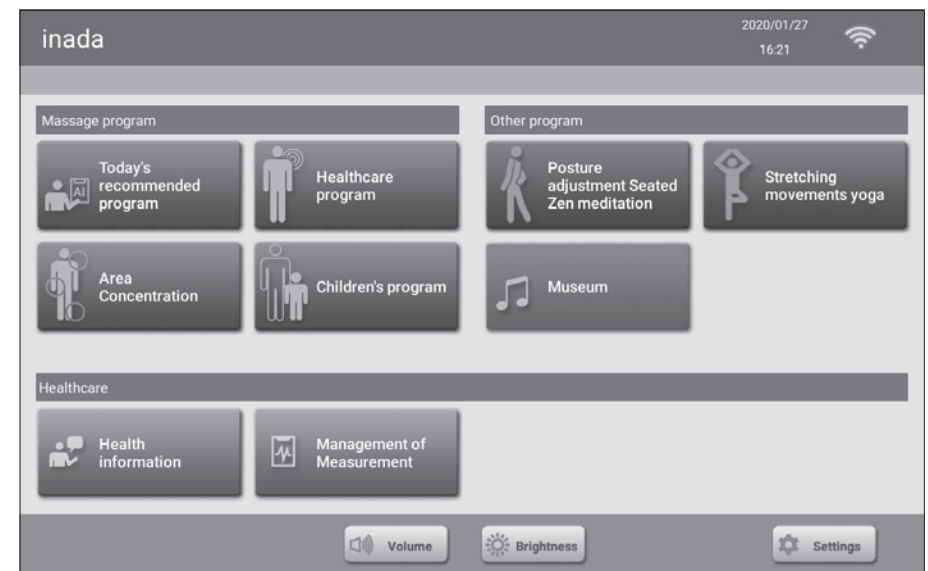 inada
2020/01/27
16:21
Massage program
Other program
Today's
recommended
program
AI
Healthcare
program
Posture
adjustment Seated
Zen meditation
Stretching
movements yoga
Area
Concentration
Children's program
Museum
Healthcare
Health
information
Management of
Measurement
Volume
Brightness
Settings